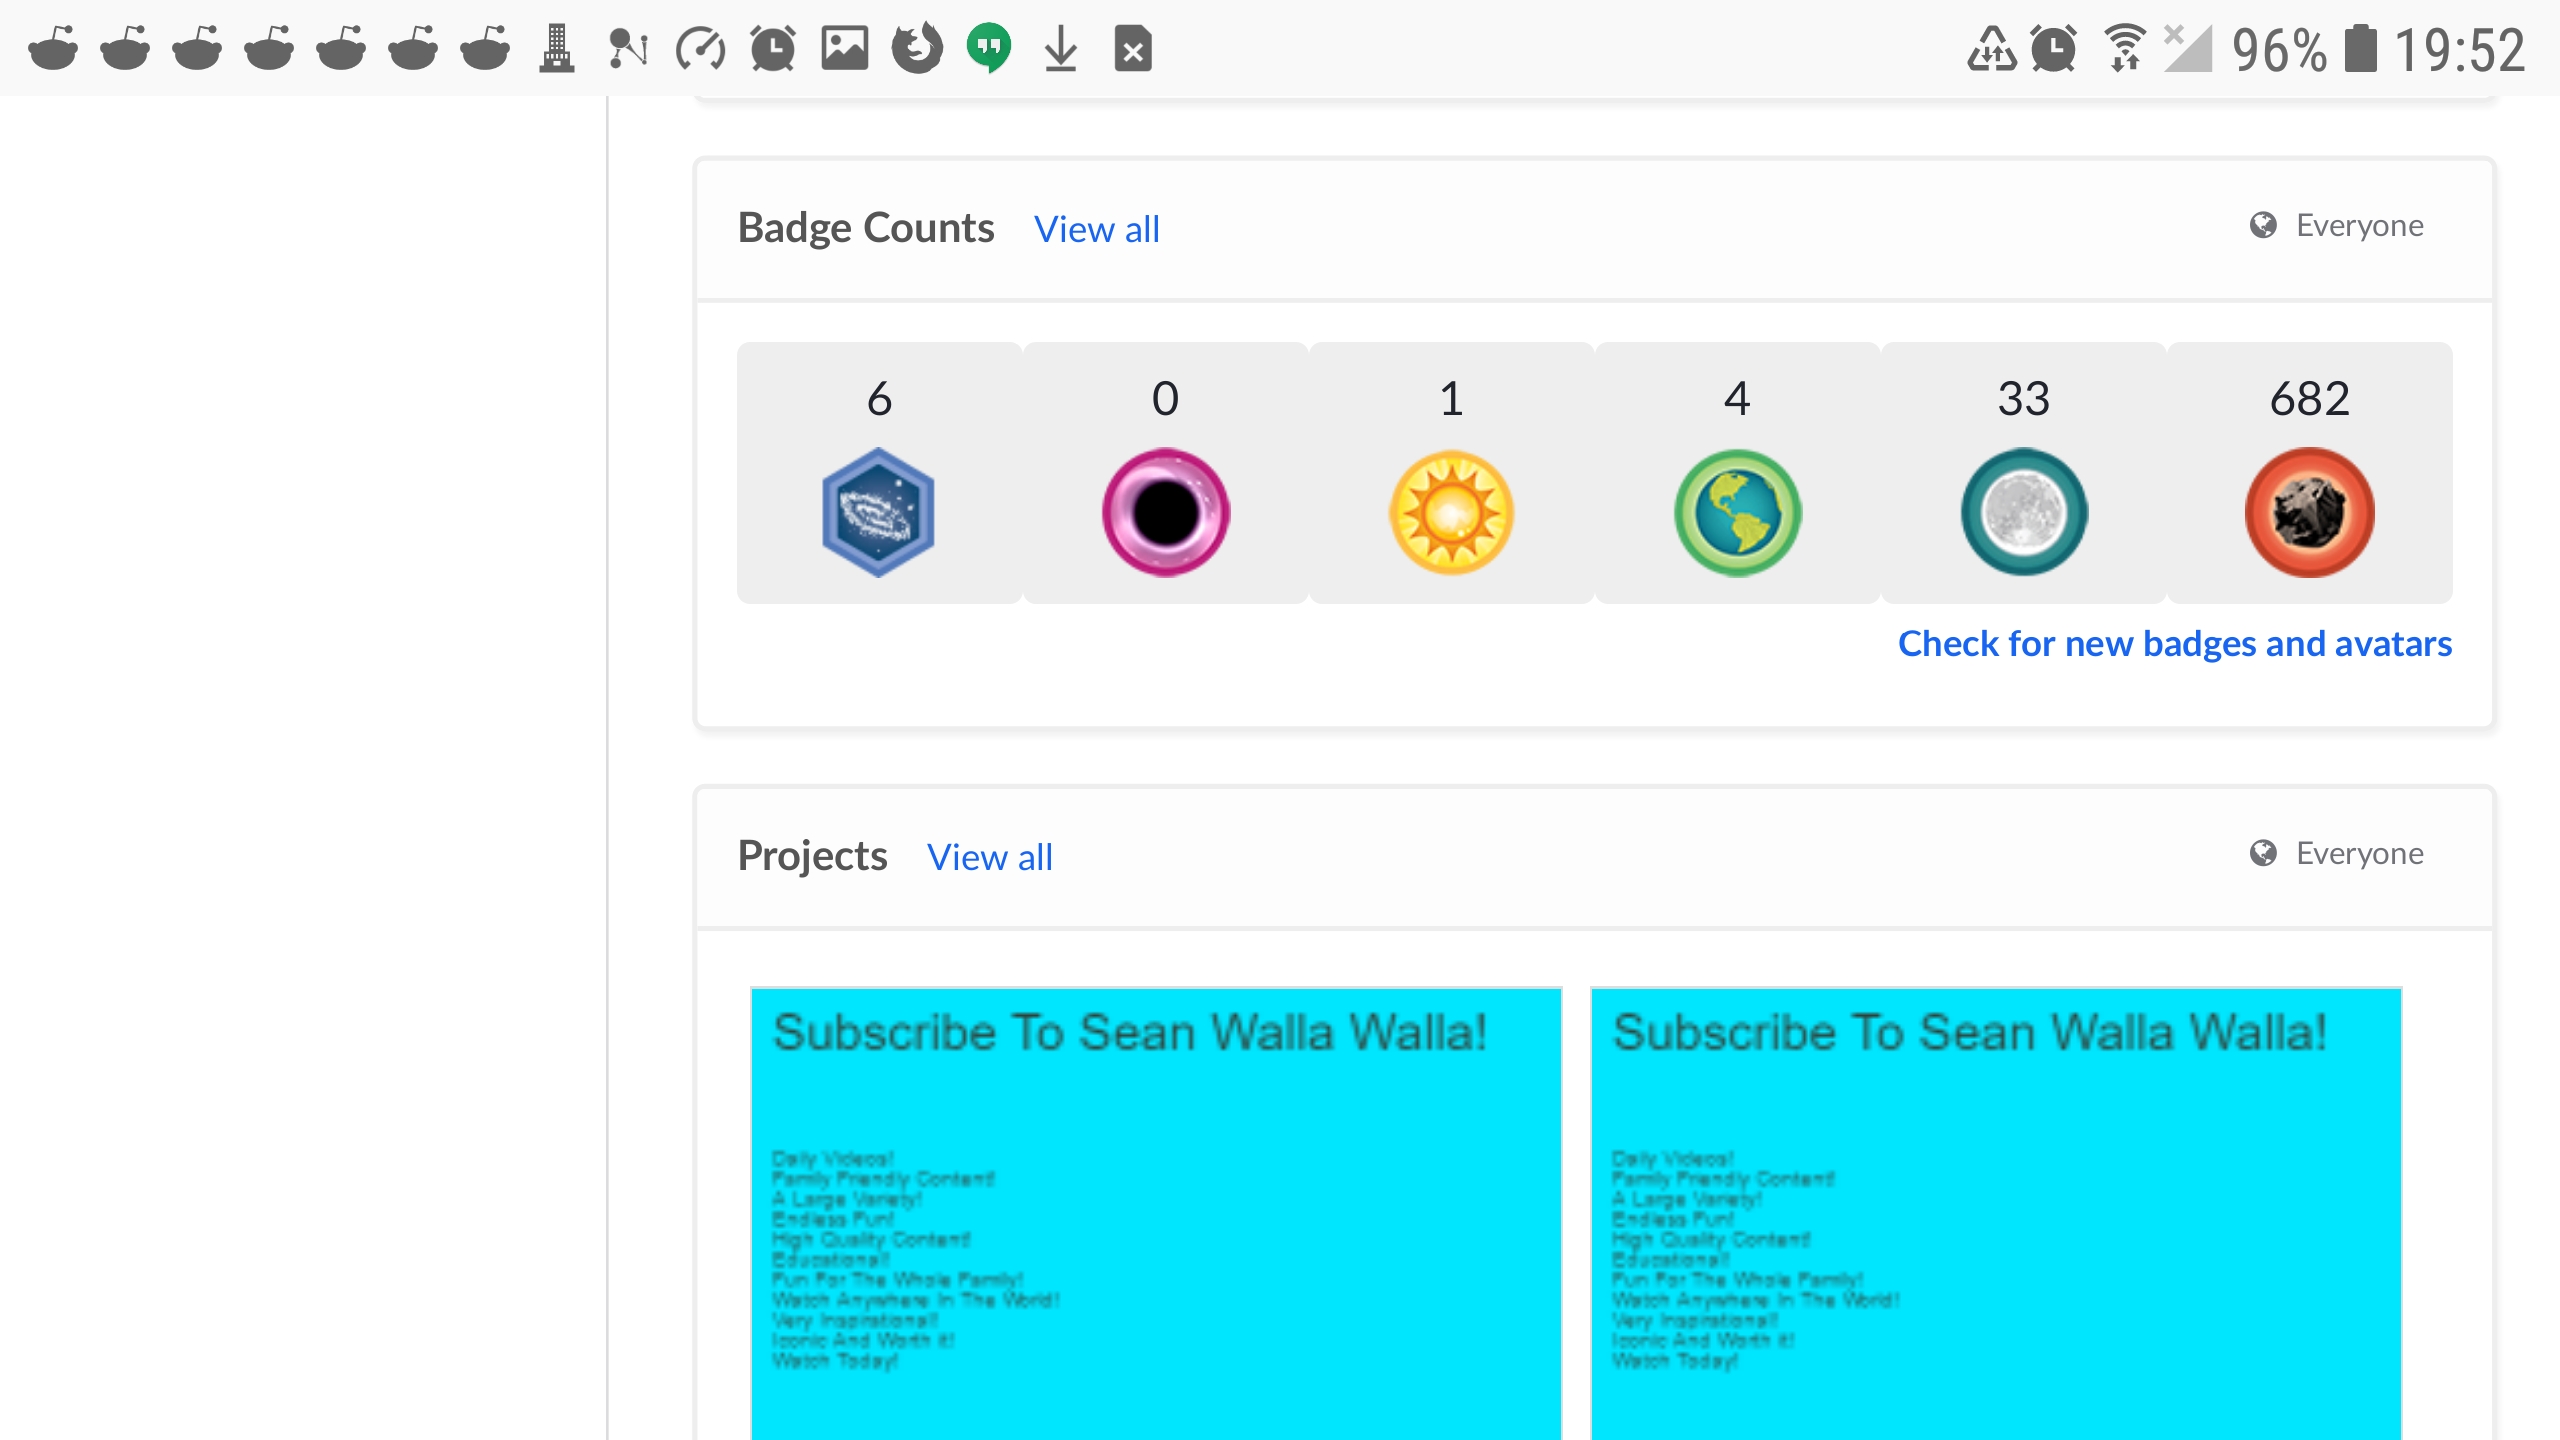 96% 19:52
Badge Counts View all Everyone
6 0 1 4 33 682
Check for new badges and avatars
Projects View all Everyone
Subscribe To Sean Walla Walla! Subscribe To Sean Walla Walla!
Daily Videos! Daily Videos!
Family Friendly Content! Family Friendly Content!
A Large Variety! A Large Variety!
Endless Fun! Endless Fun!
High Quality Content! High Quality Content!
Educational! Educational!
Fun For The Whole Family! Fun For The Whole Family!
Watch Anywhere In The World! Watch Anywhere In The World!
Very Inspirational! Very Inspirational!
Iconic And Worth It! Iconic And Worth It!
Watch Today! Watch Today!